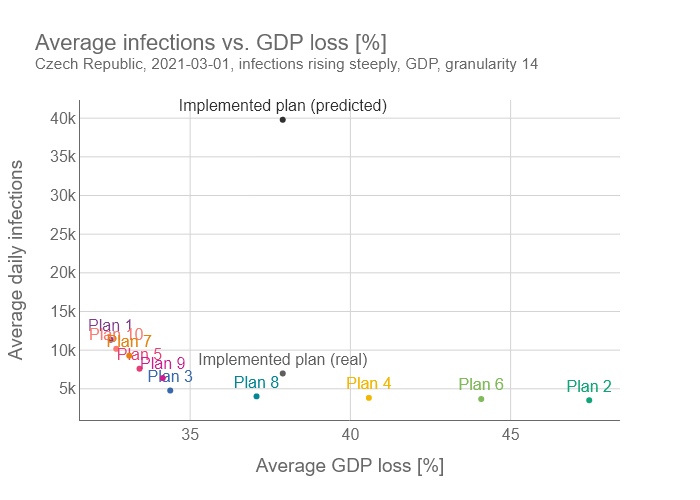 Average infections vs. GDP loss [%]
Czech Republic, 2021-03-01, infections rising steeply, GDP, granularity 14
Implemented plan (predicted)
40k
35k
30k
25k
20k
15k
10k
5k
Average daily infections
Plan 1
Plan 10
Plan 7
Plan 5
Plan 9
Plan 3
Implemented plan (real)
Plan 8
Plan 4
Plan 6
Plan 2
35
40
45
Average GDP loss [%]